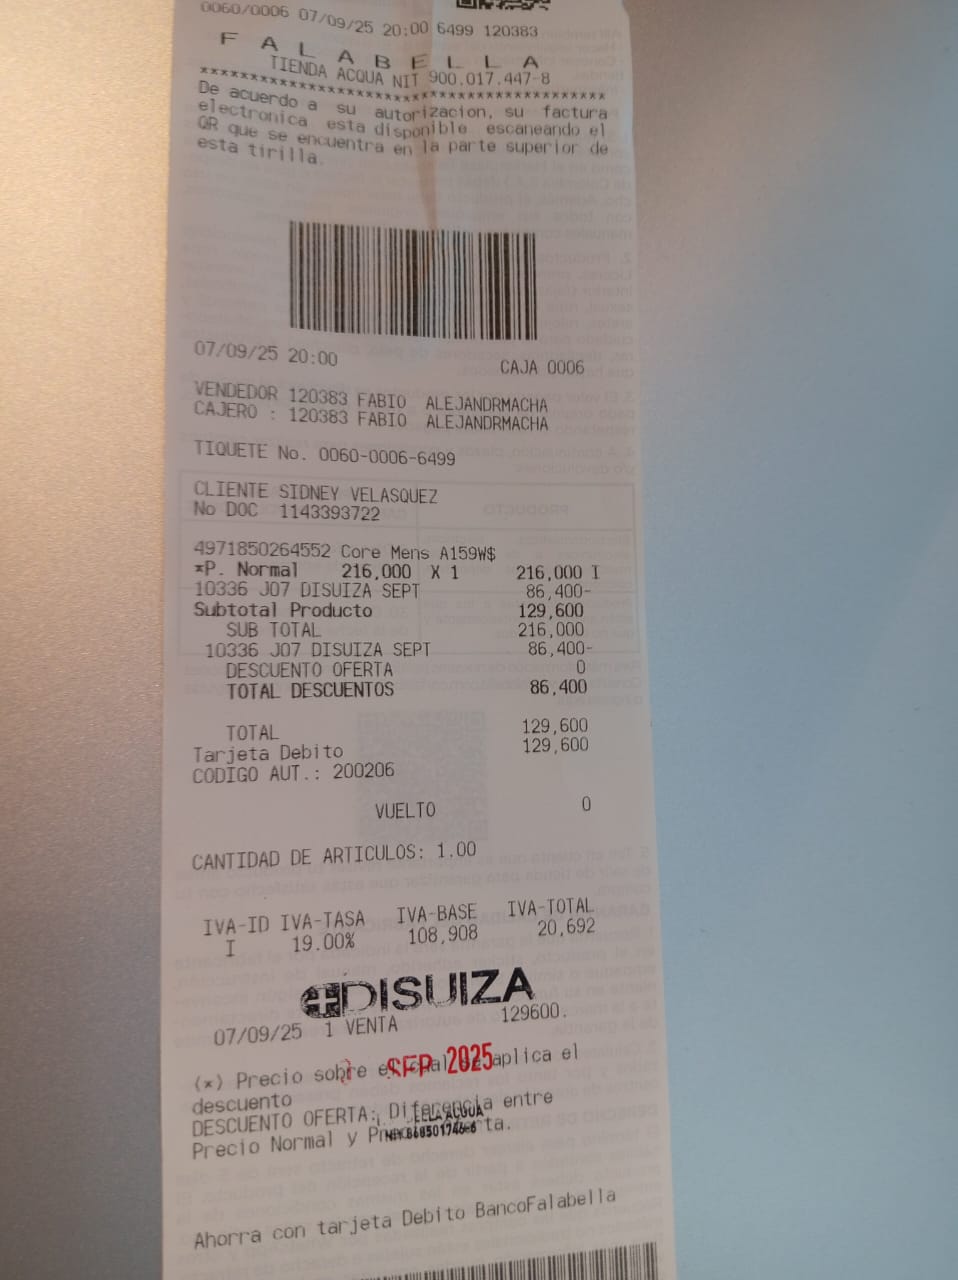 0060/0006 07/09/25 20:00 6499 120383
F A L A B E L L A
TIENDA ACQUA NIT 900.017.447-8
******************************************
De acuerdo a su autorizacion, su factura
electronica esta disponible escaneando el
QR que se encuentra en la parte superior de
esta tirilla.
07/09/25 20:00 CAJA 0006
VENDEDOR 120383 FABIO ALEJANDRMACHA
CAJERO : 120383 FABIO ALEJANDRMACHA
TIQUETE No. 0060-0006-6499
CLIENTE SIDNEY VELASQUEZ
No DOC 1143393722
4971850264552 Core Mens A159W$
*P. Normal 216,000 X 1 216,000 I
10336 J07 DISUIZA SEPT 86,400-
Subtotal Producto 129,600
SUB TOTAL 216,000
10336 J07 DISUIZA SEPT 86,400-
DESCUENTO OFERTA 0
TOTAL DESCUENTOS 86,400
TOTAL 129,600
Tarjeta Debito 129,600
CODIGO AUT.: 200206
VUELTO 0
CANTIDAD DE ARTICULOS: 1.00
IVA-ID IVA-TASA IVA-BASE IVA-TOTAL
I 19.00% 108,908 20,692
DISUIZA
07/09/25 1 VENTA 129600.
SEP 2025
(*) Precio sobre el cual se aplica el
descuento
DESCUENTO OFERTA: Diferencia entre
ACQUA
Precio Normal y Precio Oferta.
Ahorra con tarjeta Debito BancoFalabella